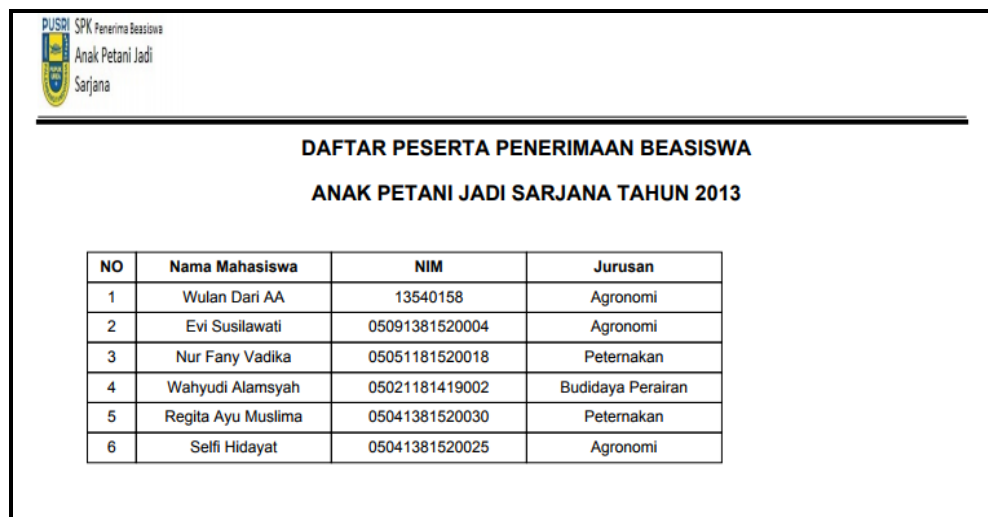 PUSRI SPK Penerima Beasiswa
Anak Petani Jadi
Sarjana
DAFTAR PESERTA PENERIMAAN BEASISWA
ANAK PETANI JADI SARJANA TAHUN 2013
NO Nama Mahasiswa NIM Jurusan
1 Wulan Dari AA 13540158 Agronomi
2 Evi Susilawati 05091381520004 Agronomi
3 Nur Fany Vadika 05051181520018 Peternakan
4 Wahyudi Alamsyah 05021181419002 Budidaya Perairan
5 Regita Ayu Muslima 05041381520030 Peternakan
6 Selfi Hidayat 05041381520025 Agronomi